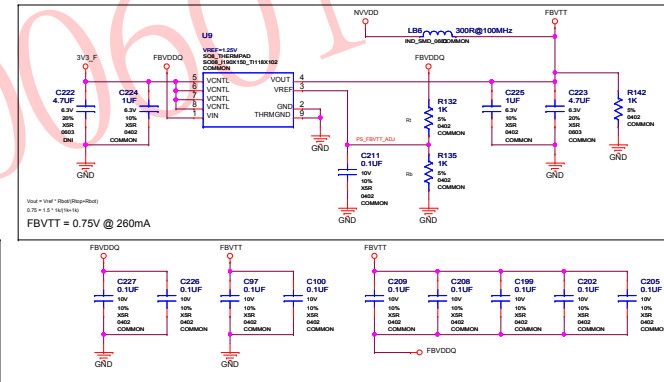 NVVDD
FBVTT
LB6
300R@100MHz
IND_SMD_0603
COMMON
U9
VREF=1.25V
SO8_THERMPAD
SO08_I190X150_TI118X102
COMMON
3V3_F
FBVDDQ
FBVDDQ
5
6
7
8
1
VCNTL
VCNTL
VCNTL
VCNTL
VIN
VOUT
VREF
GND
THRMGND
4
3
2
9
C222
4.7UF
6.3V
20%
X5R
0603
DNI
C224
1UF
6.3V
10%
X5R
0402
COMMON
R132
1K
5%
0402
COMMON
Rt
C225
1UF
6.3V
10%
X5R
0402
COMMON
C223
4.7UF
6.3V
20%
X5R
0603
COMMON
R142
1K
5%
0402
COMMON
PS_FBVTT_ADJ
C211
0.1UF
10V
10%
X5R
0402
COMMON
Rb
R135
1K
5%
0402
COMMON
GND
GND
GND
GND
GND
GND
GND
Vout = Vref * Rbot/(Rtop+Rbot)
0.75 = 1.5 * 1k/(1k+1k)
FBVTT = 0.75V @ 260mA
FBVDDQ
FBVTT
FBVTT
C227
0.1UF
10V
10%
X5R
0402
COMMON
C226
0.1UF
10V
10%
X5R
0402
COMMON
C97
0.1UF
10V
10%
X5R
0402
COMMON
C100
0.1UF
10V
10%
X5R
0402
COMMON
C209
0.1UF
10V
10%
X5R
0402
COMMON
C208
0.1UF
10V
10%
X5R
0402
COMMON
C199
0.1UF
10V
10%
X5R
0402
COMMON
C202
0.1UF
10V
10%
X5R
0402
COMMON
C205
0.1UF
10V
10%
X5R
0402
COMMON
FBVDDQ
GND
GND